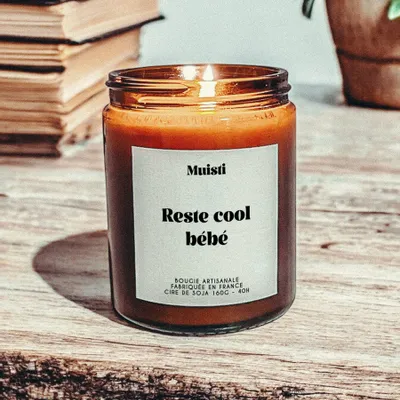 Muisti
Reste cool
bébé
BOUGIE ARTISANALE
FABRIQUÉE EN FRANCE
CIRE DE SOJA 160G - 40H